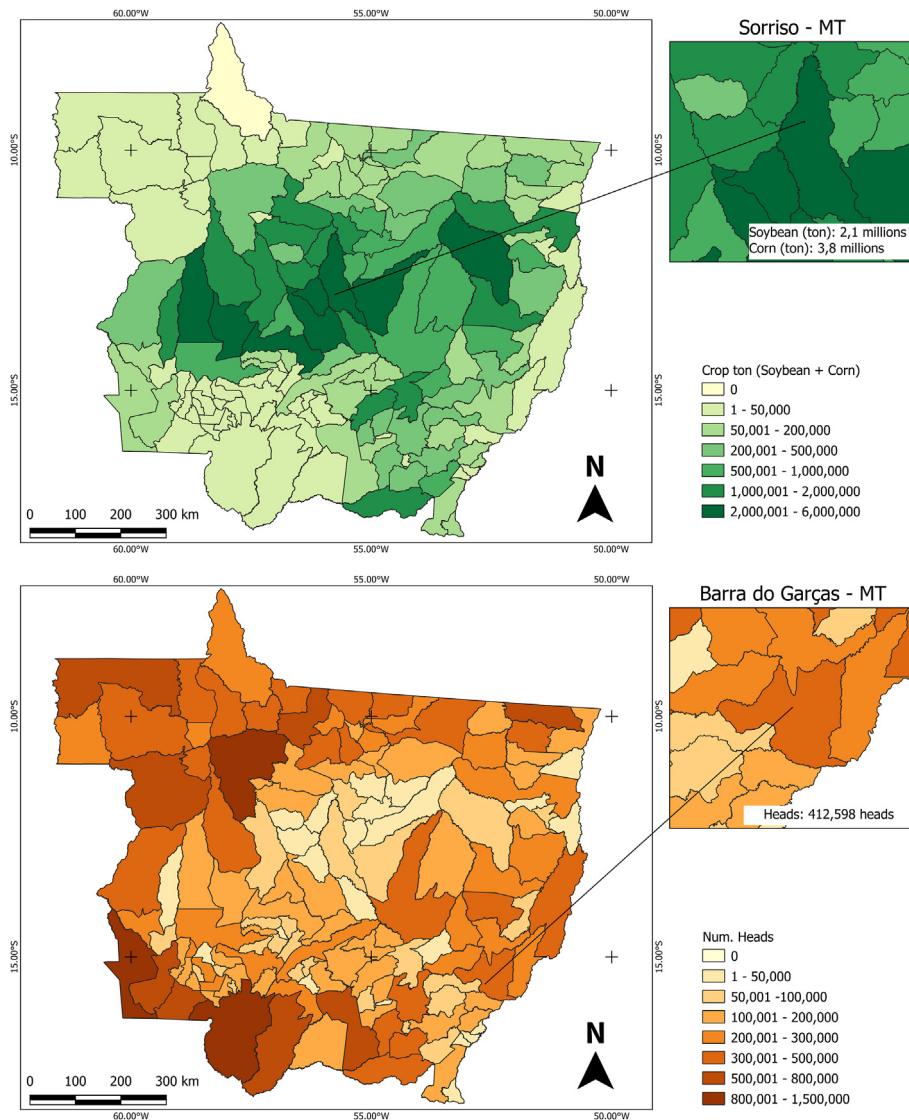 60.00°W 55.00°W 50.00°W
Sorriso - MT
10.00°S
10.00°S
Soybean (ton): 2,1 millions
Corn (ton): 3,8 millions
15.00°S
15.00°S
Crop ton (Soybean + Corn)
0
1 - 50,000
50,001 - 200,000
200,001 - 500,000
500,001 - 1,000,000
1,000,001 - 2,000,000
2,000,001 - 6,000,000
N
0 100 200 300 km
60.00°W 55.00°W 50.00°W
60.00°W 55.00°W 50.00°W
Barra do Garças - MT
10.00°S
10.00°S
Heads: 412,598 heads
15.00°S
15.00°S
Num. Heads
0
1 - 50,000
50,001 -100,000
100,001 - 200,000
200,001 - 300,000
300,001 - 500,000
500,001 - 800,000
800,001 - 1,500,000
N
0 100 200 300 km
60.00°W 55.00°W 50.00°W